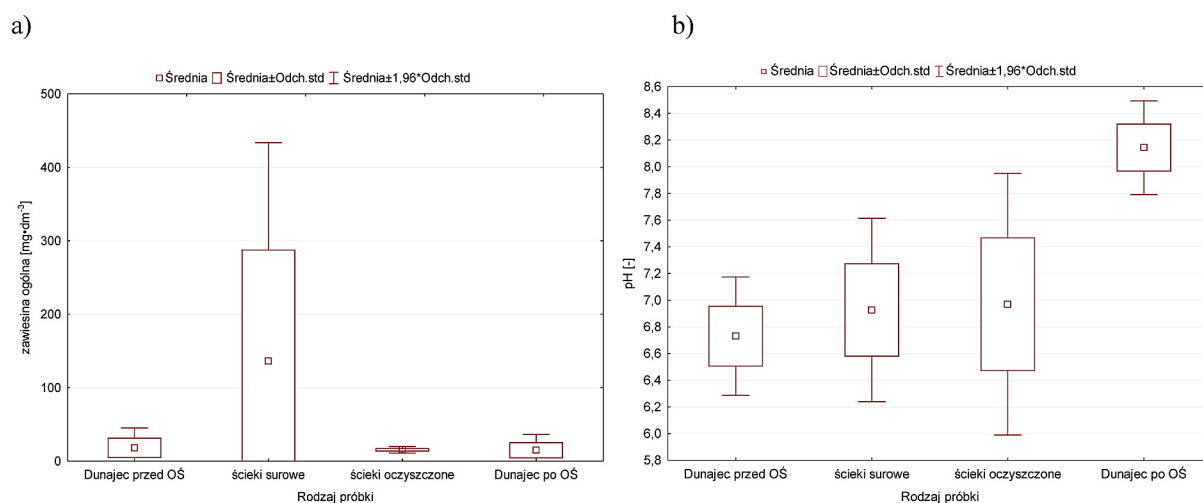 a)
Średnia Średnia±Odch.std Średnia±1,96*Odch.std
500
400
300
200
100
0
zawiesina ogólna [mg•dm-3]
Dunajec przed OŚ ścieki surowe ścieki oczyszczone Dunajec po OŚ
Rodzaj próbki
b)
Średnia Średnia±Odch.std Średnia±1,96*Odch.std
8,6
8,4
8,2
8,0
7,8
7,6
7,4
7,2
7,0
6,8
6,6
6,4
6,2
6,0
5,8
pH [-]
Dunajec przed OŚ ścieki surowe ścieki oczyszczone Dunajec po OŚ
Rodzaj próbki